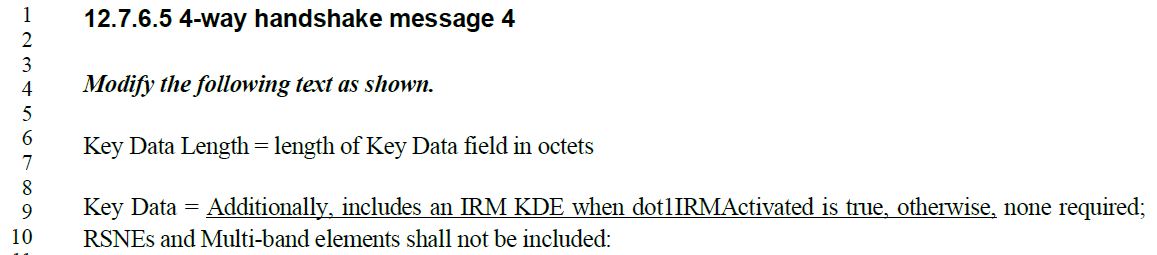 1 12.7.6.5 4-way handshake message 4
2
3
4 Modify the following text as shown.
5
6 Key Data Length = length of Key Data field in octets
7
8
9 Key Data = Additionally, includes an IRM KDE when dot1IRMActivated is true, otherwise, none required;
10 RSNEs and Multi-band elements shall not be included: